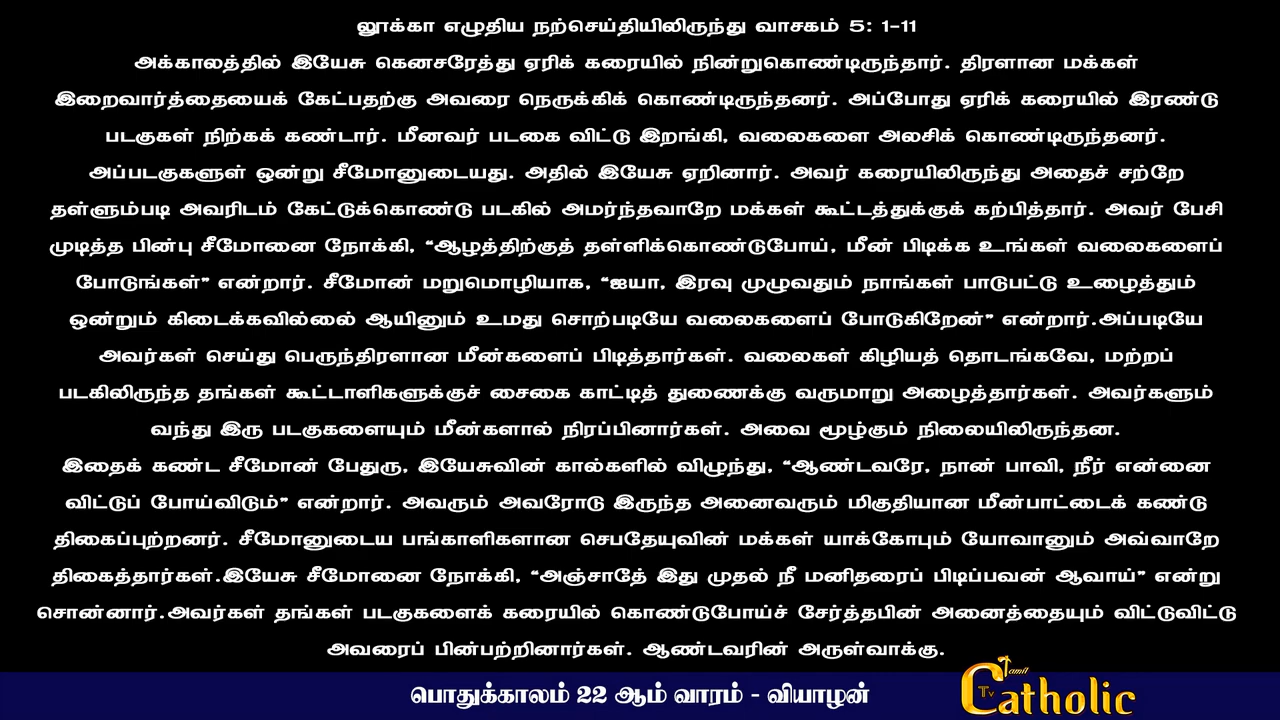 லூக்கா எழுதிய நற்செய்தியிலிருந்து வாசகம் 5: 1-11
அக்காலத்தில் இயேசு கெனசரேத்து ஏரிக் கரையில் நின்றுகொண்டிருந்தார். திரளான மக்கள்
இறைவார்த்தையைக் கேட்பதற்கு அவரை நெருக்கிக் கொண்டிருந்தனர். அப்போது ஏரிக் கரையில் இரண்டு
படகுகள் நிற்கக் கண்டார். மீனவர் படகை விட்டு இறங்கி, வலைகளை அலசிக் கொண்டிருந்தனர்.
அப்படகுகளுள் ஒன்று சீமோனுடையது. அதில் இயேசு ஏறினார். அவர் கரையிலிருந்து அதைச் சற்றே
தள்ளும்படி அவரிடம் கேட்டுக்கொண்டு படகில் அமர்ந்தவாறே மக்கள் கூட்டத்துக்குக் கற்பித்தார். அவர் பேசி
முடித்த பின்பு சீமோனை நோக்கி, “ஆழத்திற்குத் தள்ளிக்கொண்டுபோய், மீன் பிடிக்க உங்கள் வலைகளைப்
போடுங்கள்” என்றார். சீமோன் மறுமொழியாக, “ஐயா, இரவு முழுவதும் நாங்கள் பாடுபட்டு உழைத்தும்
ஒன்றும் கிடைக்கவில்லை் ஆயினும் உமது சொற்படியே வலைகளைப் போடுகிறேன்” என்றார்.அப்படியே
அவர்கள் செய்து பெருந்திரளான மீன்களைப் பிடித்தார்கள். வலைகள் கிழியத் தொடங்கவே, மற்றப்
படகிலிருந்த தங்கள் கூட்டாளிகளுக்குச் சைகை காட்டித் துணைக்கு வருமாறு அழைத்தார்கள். அவர்களும்
வந்து இரு படகுகளையும் மீன்களால் நிரப்பினார்கள். அவை மூழ்கும் நிலையிலிருந்தன.
இதைக் கண்ட சீமோன் பேதுரு, இயேசுவின் கால்களில் விழுந்து, “ஆண்டவரே, நான் பாவி, நீர் என்னை
விட்டுப் போய்விடும்” என்றார். அவரும் அவரோடு இருந்த அனைவரும் மிகுதியான மீன்பாட்டைக் கண்டு
திகைப்புற்றனர். சீமோனுடைய பங்காளிகளான செபதேயுவின் மக்கள் யாக்கோபும் யோவானும் அவ்வாறே
திகைத்தார்கள்.இயேசு சீமோனை நோக்கி, “அஞ்சாதே் இது முதல் நீ மனிதரைப் பிடிப்பவன் ஆவாய்” என்று
சொன்னார்.அவர்கள் தங்கள் படகுகளைக் கரையில் கொண்டுபோய்ச் சேர்த்தபின் அனைத்தையும் விட்டுவிட்டு
அவரைப் பின்பற்றினார்கள். ஆண்டவரின் அருள்வாக்கு.
பொதுக்காலம் 22 ஆம் வாரம் - வியாழன்
Tamil
Catholic
Tv